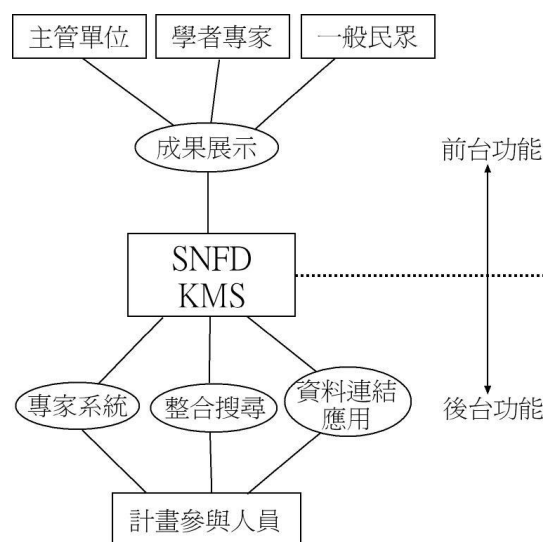 主管單位
學者專家
一般民眾
成果展示
前台功能
SNFD
KMS
專家系統
整合搜尋
資料連結
應用
後台功能
計畫參與人員